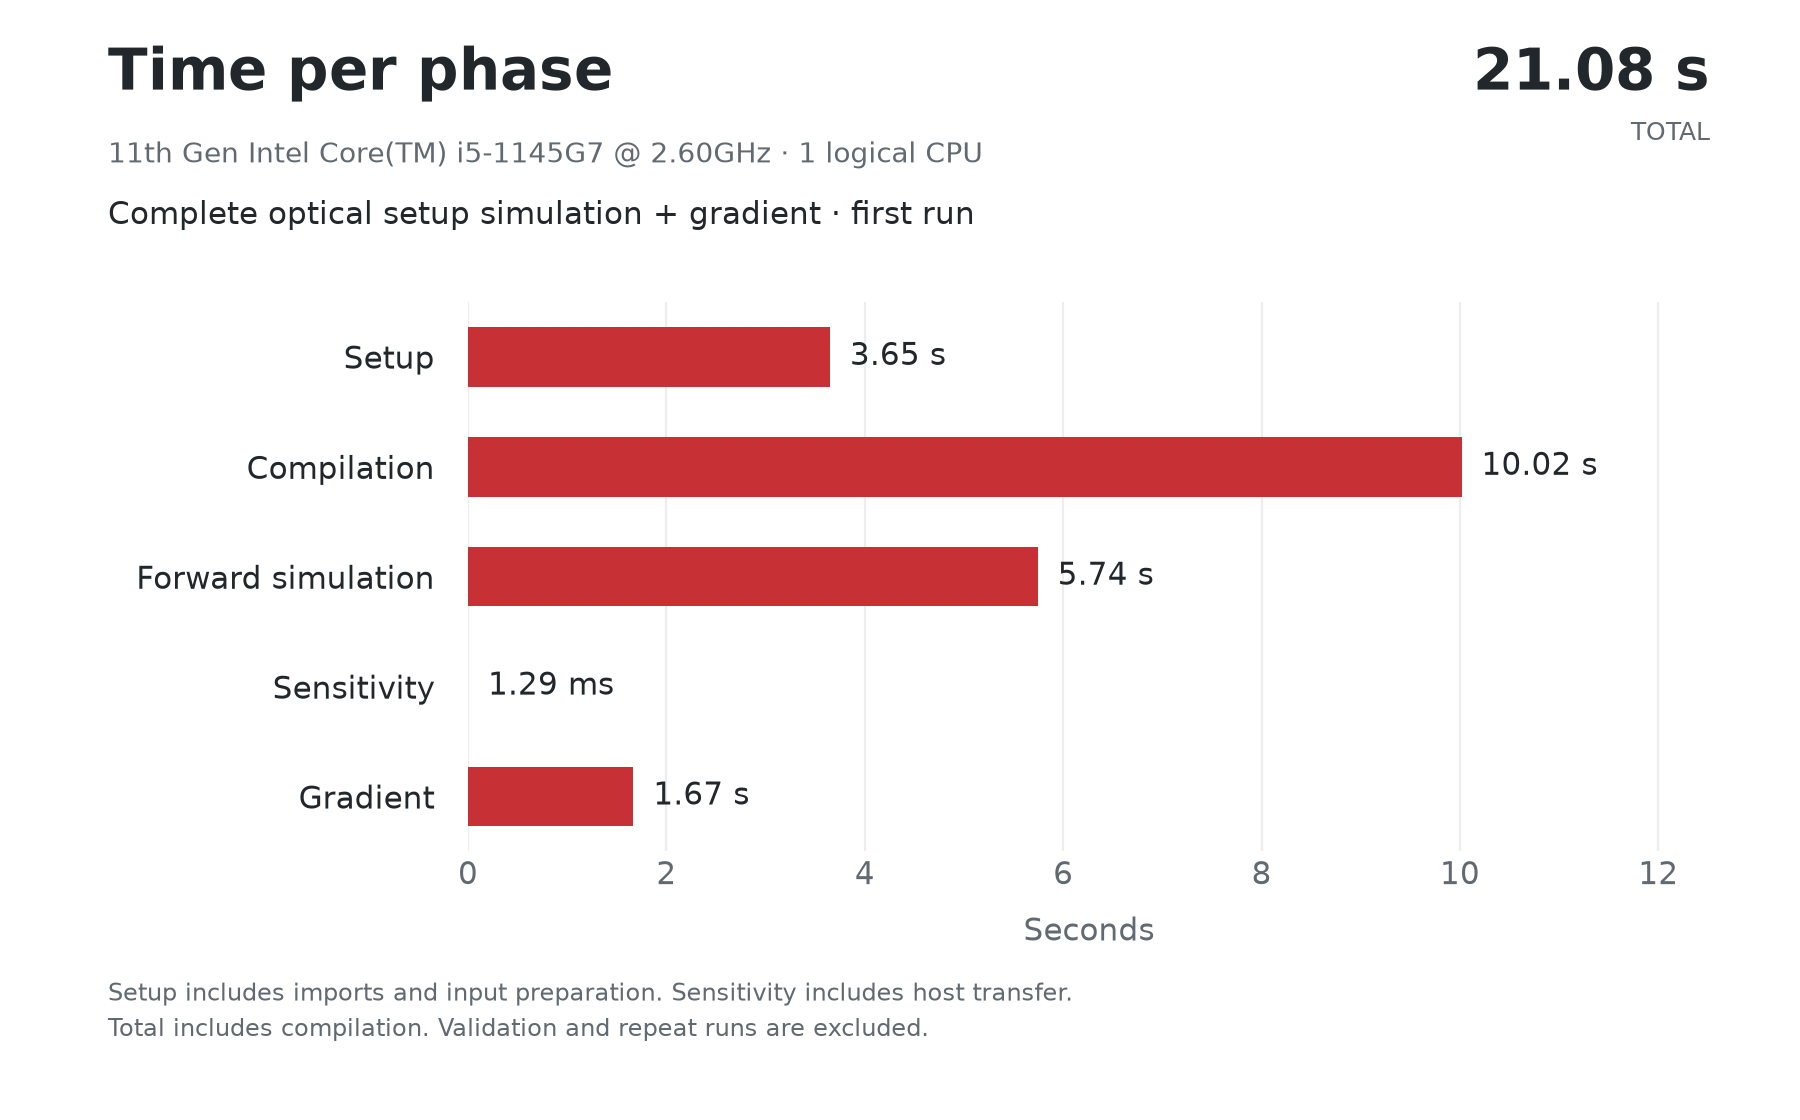 Time per phase
21.08 s
TOTAL
11th Gen Intel Core(TM) i5-1145G7 @ 2.60GHz · 1 logical CPU
Complete optical setup simulation + gradient · first run
Setup
3.65 s
Compilation
10.02 s
Forward simulation
5.74 s
Sensitivity
1.29 ms
Gradient
1.67 s
0 2 4 6 8 10 12
Seconds
Setup includes imports and input preparation. Sensitivity includes host transfer.
Total includes compilation. Validation and repeat runs are excluded.